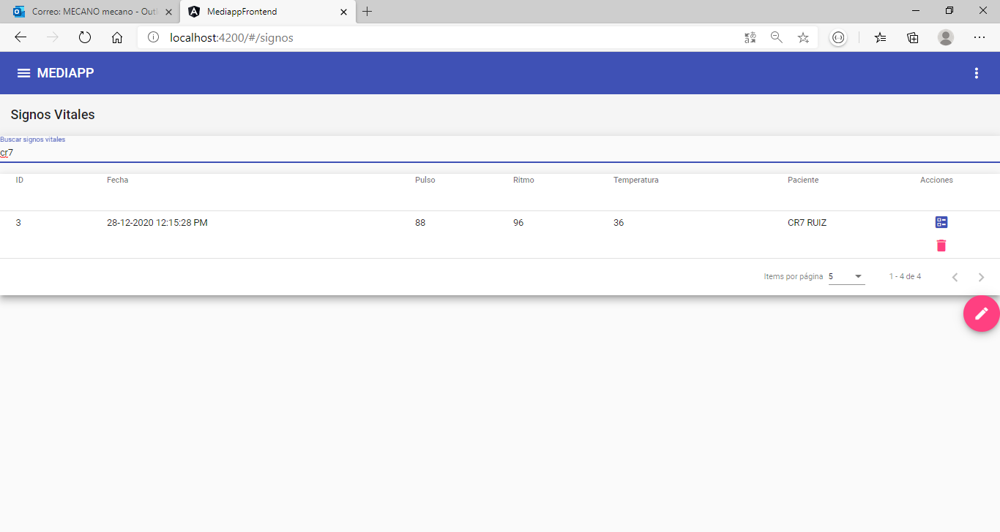 Correo: MECANO mecano - Outl
MediappFrontend
localhost:4200/#/signos
MEDIAPP
Signos Vitales
Buscar signos vitales
cr7
ID Fecha Pulso Ritmo Temperatura Paciente Acciones
3 28-12-2020 12:15:28 PM 88 96 36 CR7 RUIZ
Items por página 5 1 - 4 de 4